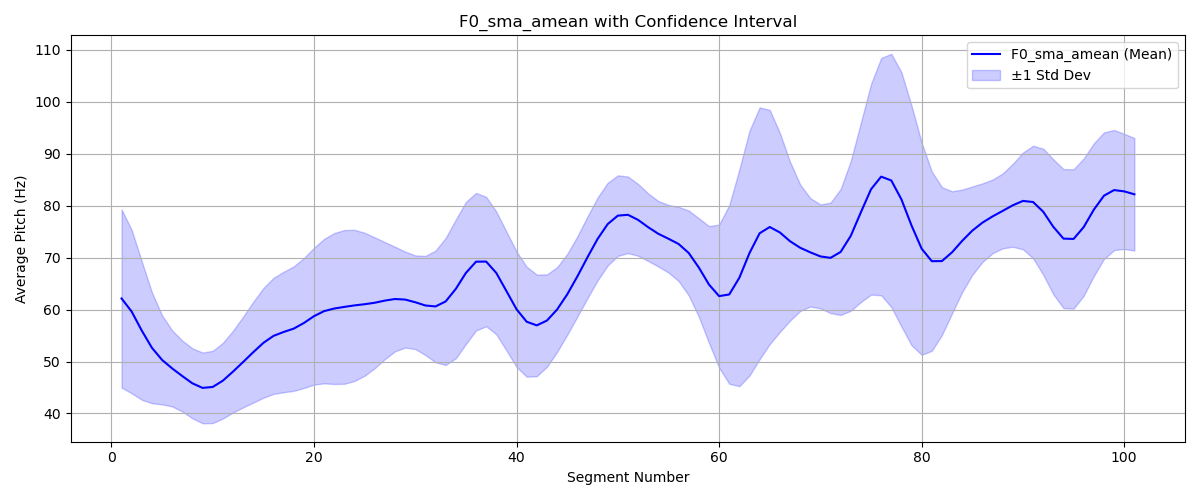 F0_sma_amean with Confidence Interval
F0_sma_amean (Mean)
±1 Std Dev
Average Pitch (Hz)
110
100
90
80
70
60
50
40
0 20 40 60 80 100
Segment Number